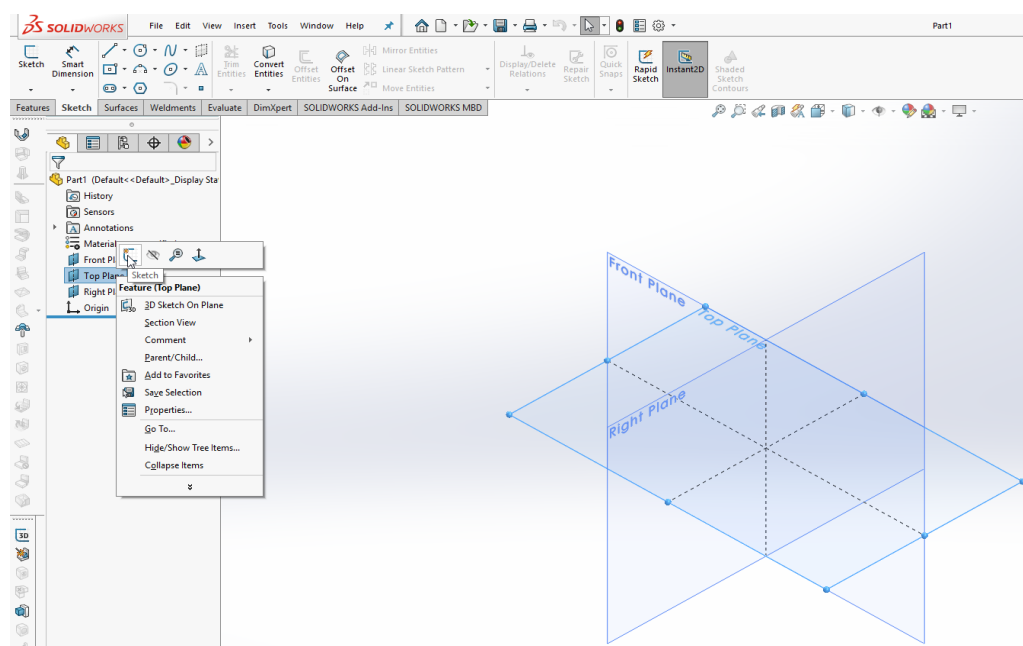 SOLIDWORKS File Edit View Insert Tools Window Help Part1
Sketch Smart Dimension Trim Entities Convert Entities Offset Entities Offset On Surface Mirror Entities Linear Sketch Pattern Move Entities Display/Delete Relations Repair Sketch Quick Snaps Rapid Sketch Instant2D Shaded Sketch Contours
Features Sketch Surfaces Weldments Evaluate DimXpert SOLIDWORKS Add-Ins SOLIDWORKS MBD
Part1 (Default<<Default>_Display Sta
History
Sensors
Annotations
Material
Front Pl
Top Plane
Sketch
Right Pl
Origin
Feature (Top Plane)
3D Sketch On Plane
Section View
Comment
Parent/Child...
Add to Favorites
Save Selection
Properties...
Go To...
Hide/Show Tree Items...
Collapse Items
Front Plane
Top Plane
Right Plane
3D